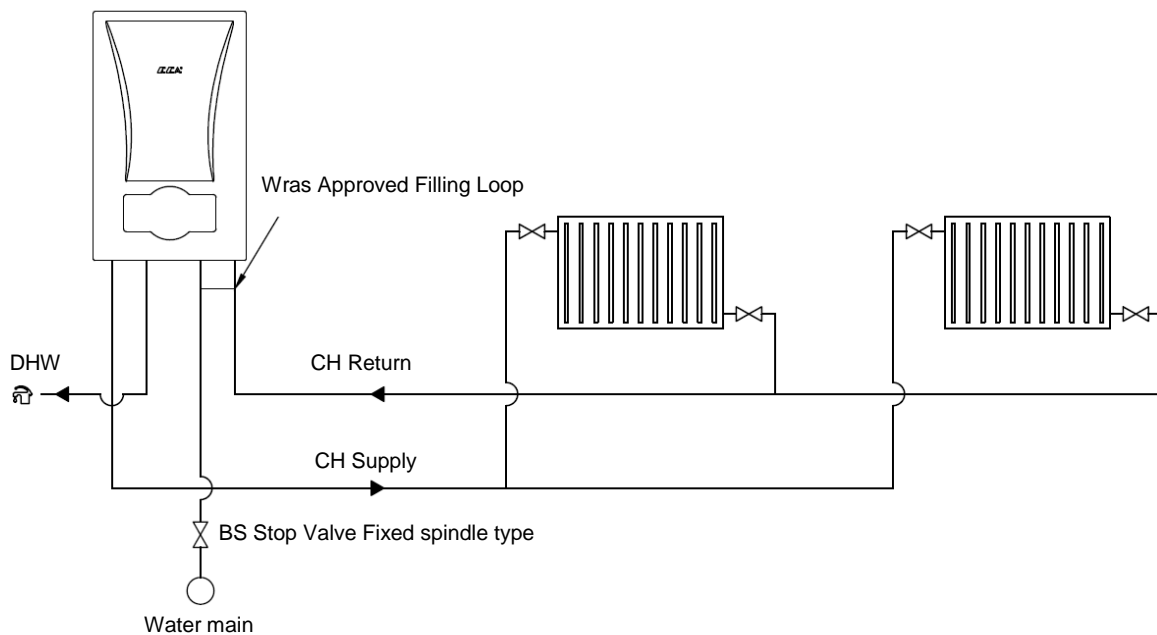 Wras Approved Filling Loop
DHW
CH Return
CH Supply
BS Stop Valve Fixed spindle type
Water main